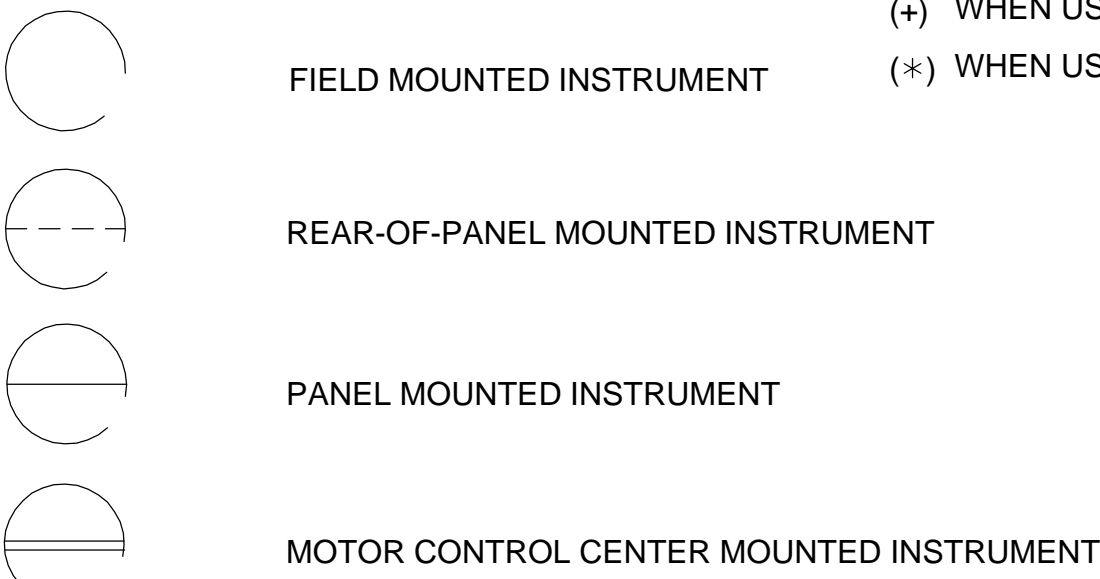 (+) WHEN US
FIELD MOUNTED INSTRUMENT
(*) WHEN US
REAR-OF-PANEL MOUNTED INSTRUMENT
PANEL MOUNTED INSTRUMENT
MOTOR CONTROL CENTER MOUNTED INSTRUMENT